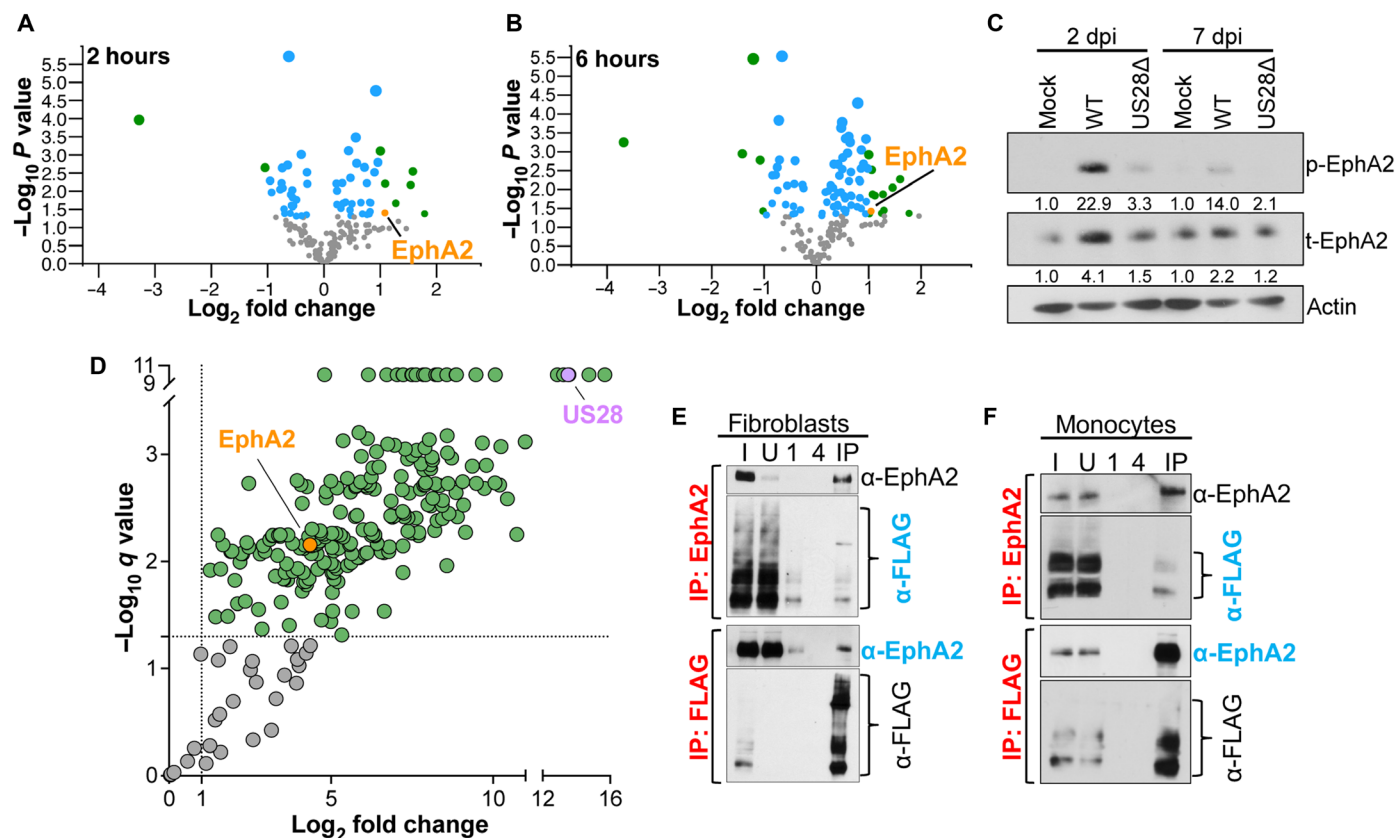 A
2 hours
5.5
5.0
4.5
4.0
3.5
3.0
2.5
2.0
1.5
1.0
0.5
0.0
−4 −3 −2 −1 0 1 2
−Log10 P value
Log2 fold change
EphA2
B
6 hours
5.5
5.0
4.5
4.0
3.5
3.0
2.5
2.0
1.5
1.0
0.5
0.0
−4 −3 −2 −1 0 1 2
−Log10 P value
Log2 fold change
EphA2
C
2 dpi 7 dpi
Mock WT US28Δ Mock WT US28Δ
p-EphA2
1.0 22.9 3.3 1.0 14.0 2.1
t-EphA2
1.0 4.1 1.5 1.0 2.2 1.2
Actin
D
11
9
3
2
1
0
0 1 5 10 12 14 16
−Log10 q value
Log2 fold change
EphA2
US28
E
Fibroblasts
I U 1 4 IP
IP: EphA2
α-EphA2
α-FLAG
IP: FLAG
α-EphA2
α-FLAG
F
Monocytes
I U 1 4 IP
IP: EphA2
α-EphA2
α-FLAG
IP: FLAG
α-EphA2
α-FLAG